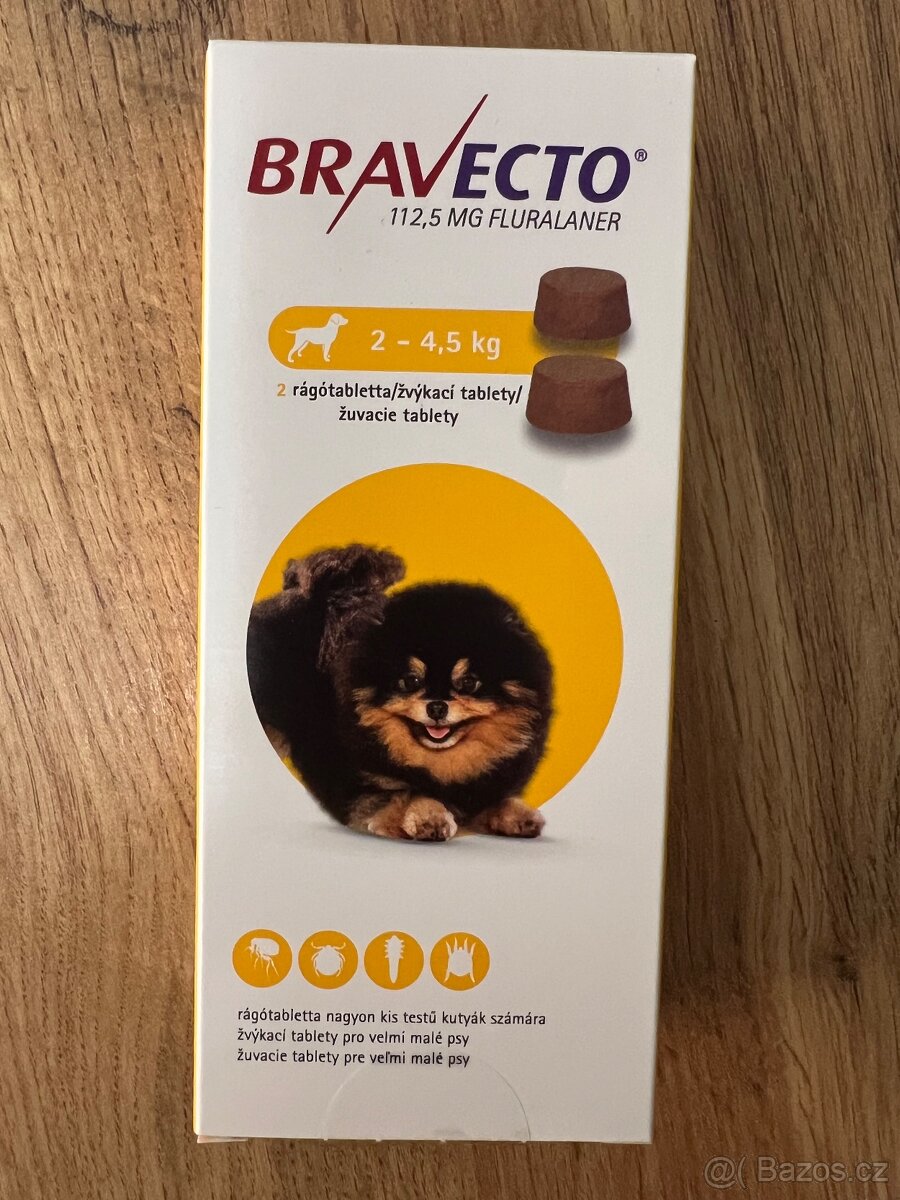 BRAVECTO®
112,5 MG FLURALANER
2 – 4,5 kg
2 rágótabletta/žvýkací tablety/
žuvacie tablety
rágótabletta nagyon kis testű kutyák számára
žvýkací tablety pro velmi malé psy
žuvacie tablety pre veľmi malé psy
@( Bazos.cz